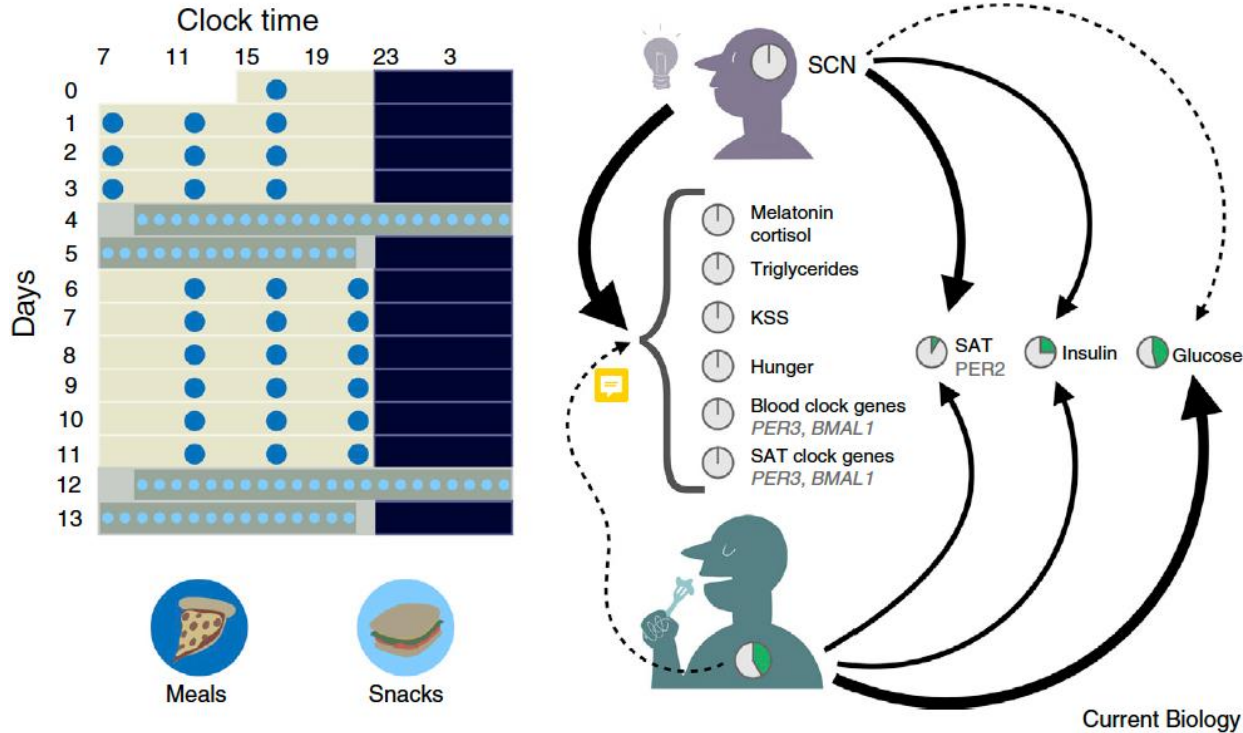 Clock time
7 11 15 19 23 3
Days
0
1
2
3
4
5
6
7
8
9
10
11
12
13
Meals
Snacks
SCN
Melatonin
cortisol
Triglycerides
KSS
Hunger
Blood clock genes
PER3, BMAL1
SAT clock genes
PER3, BMAL1
SAT
PER2
Insulin
Glucose
Current Biology